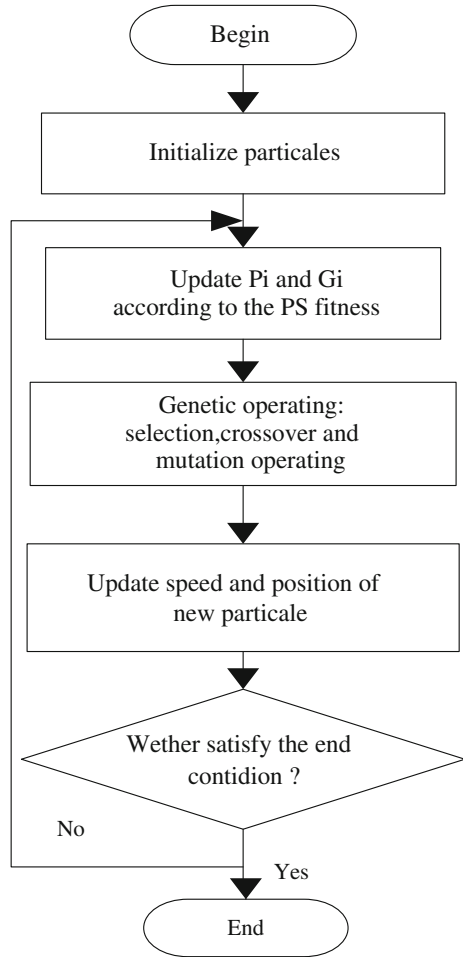 Begin
Initialize particales
Update Pi and Gi
according to the PS fitness
Genetic operating:
selection,crossover and
mutation operating
Update speed and position of
new particale
Wether satisfy the end
contidion ?
No
Yes
End